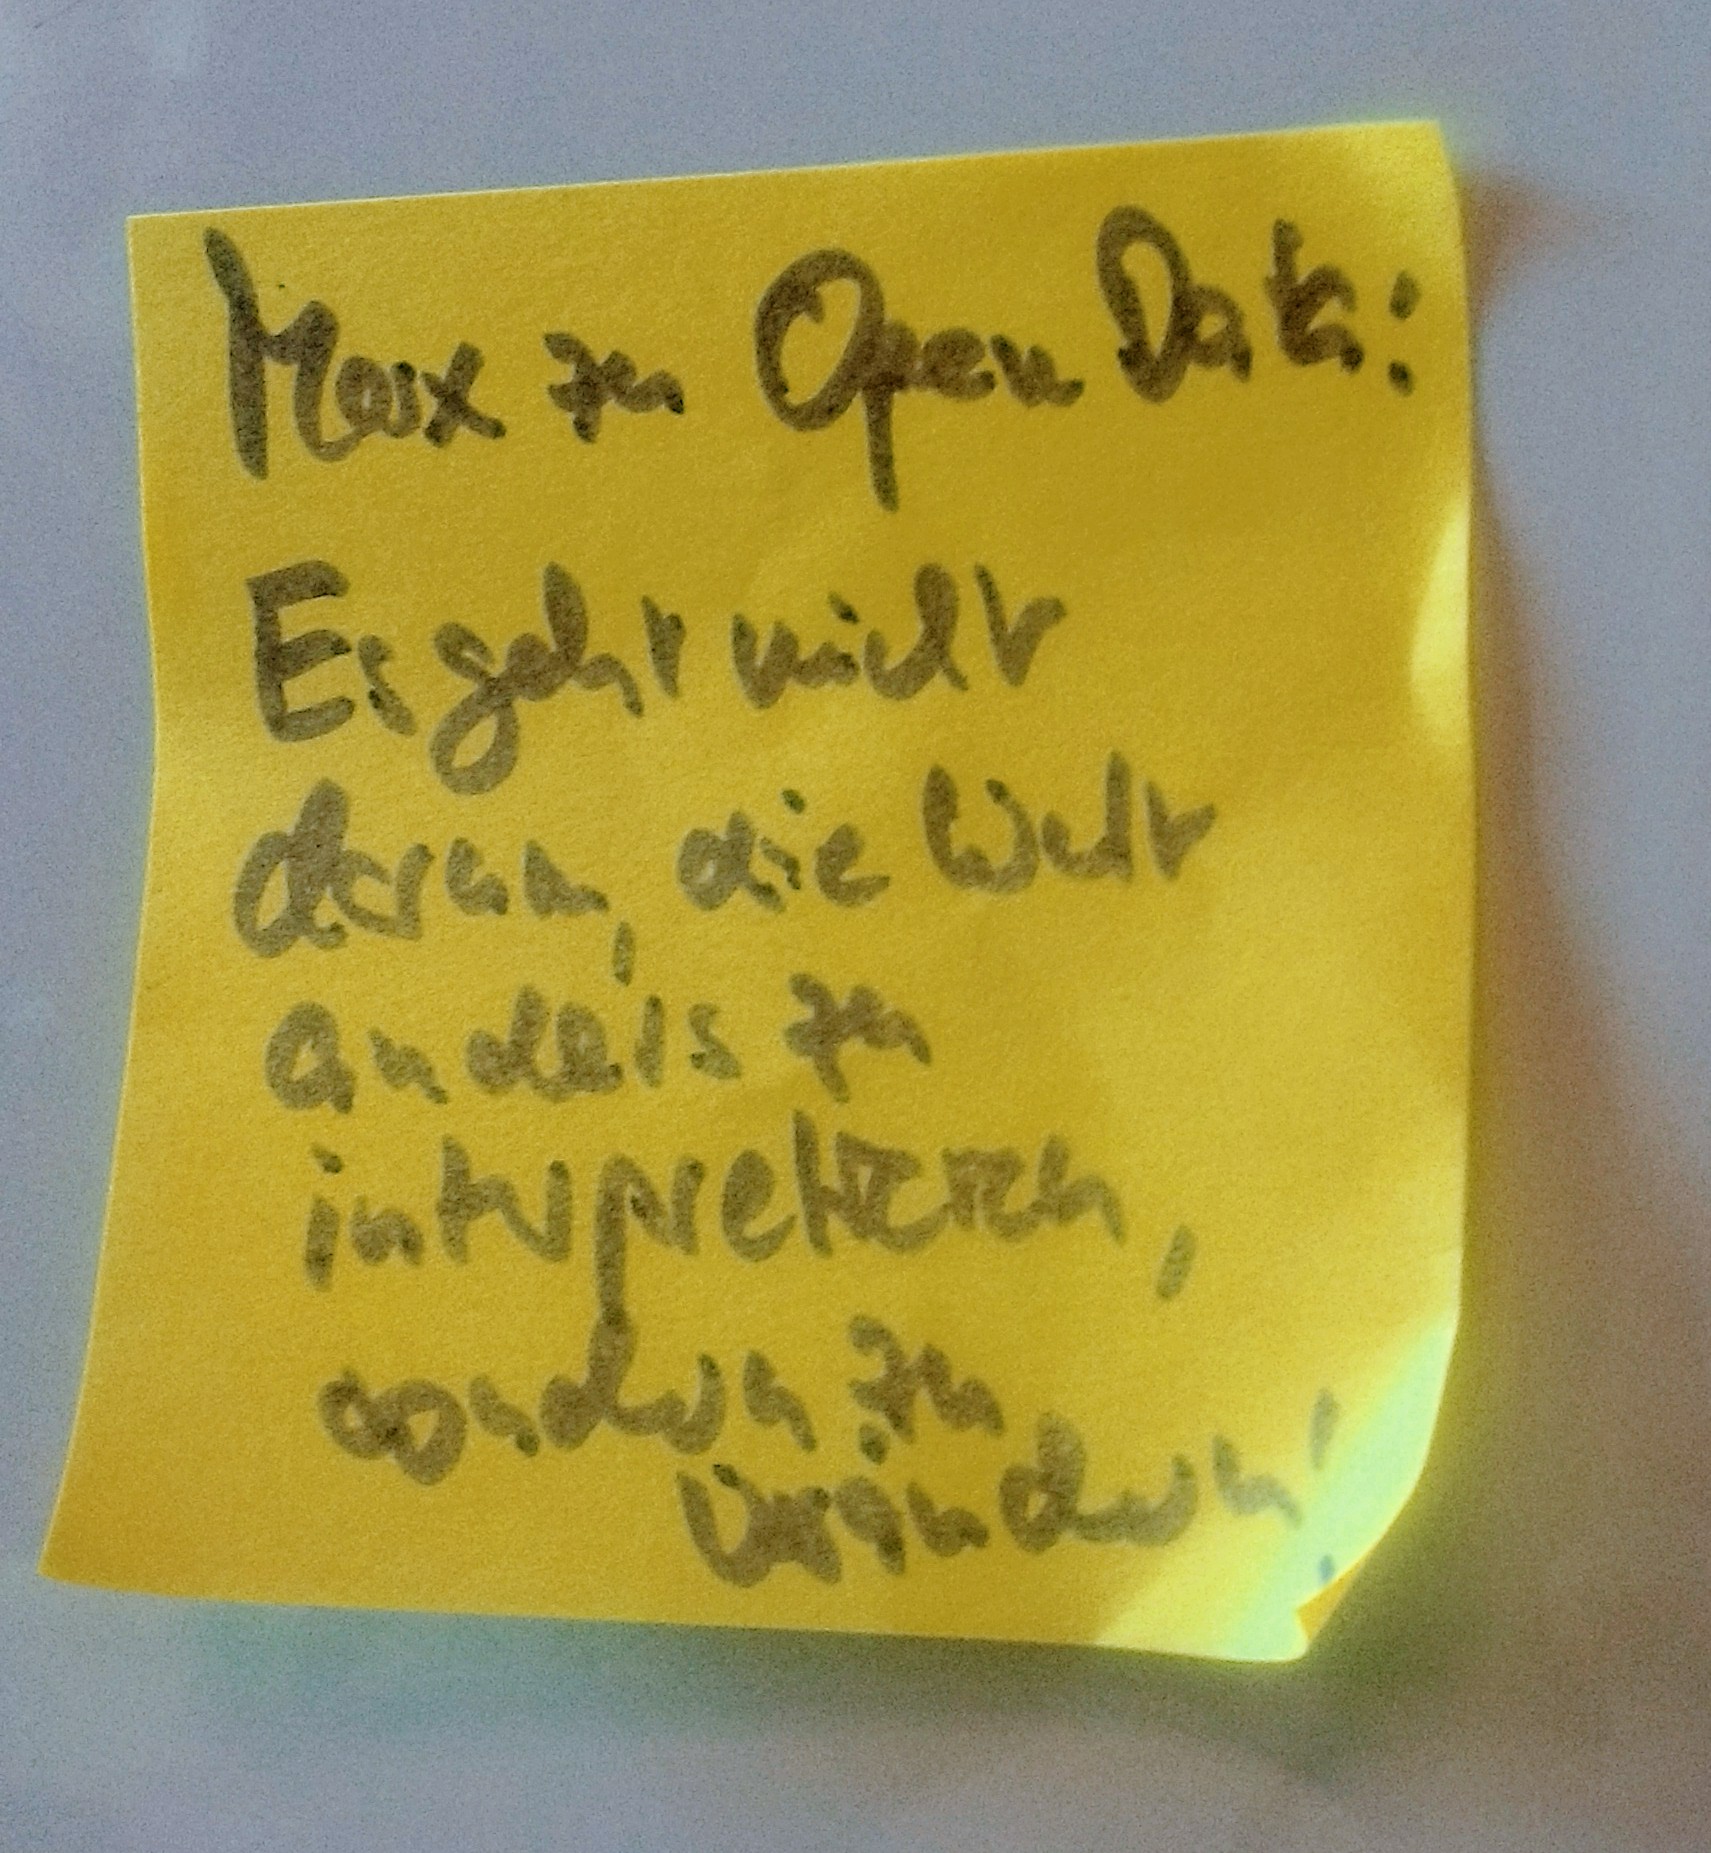 Marx zu Open Data:
Es geht nicht
darum, die Welt
anders zu
interpretieren,
sondern zu
verändern!